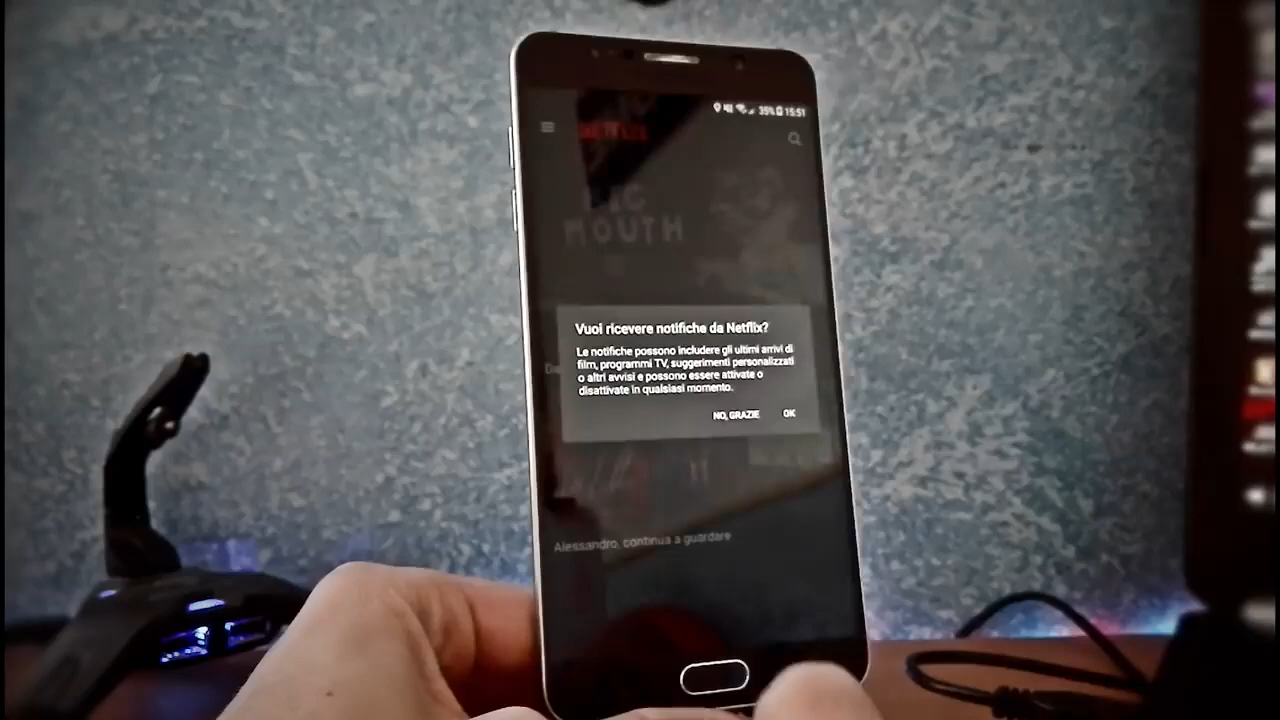 35% 15:51
NETFLIX
BIG
MOUTH
Vuoi ricevere notifiche da Netflix?
Le notifiche possono includere gli ultimi arrivi di
film, programmi TV, suggerimenti personalizzati
o altri avvisi e possono essere attivate o
disattivate in qualsiasi momento.
NO, GRAZIE OK
Alessandro, continua a guardare